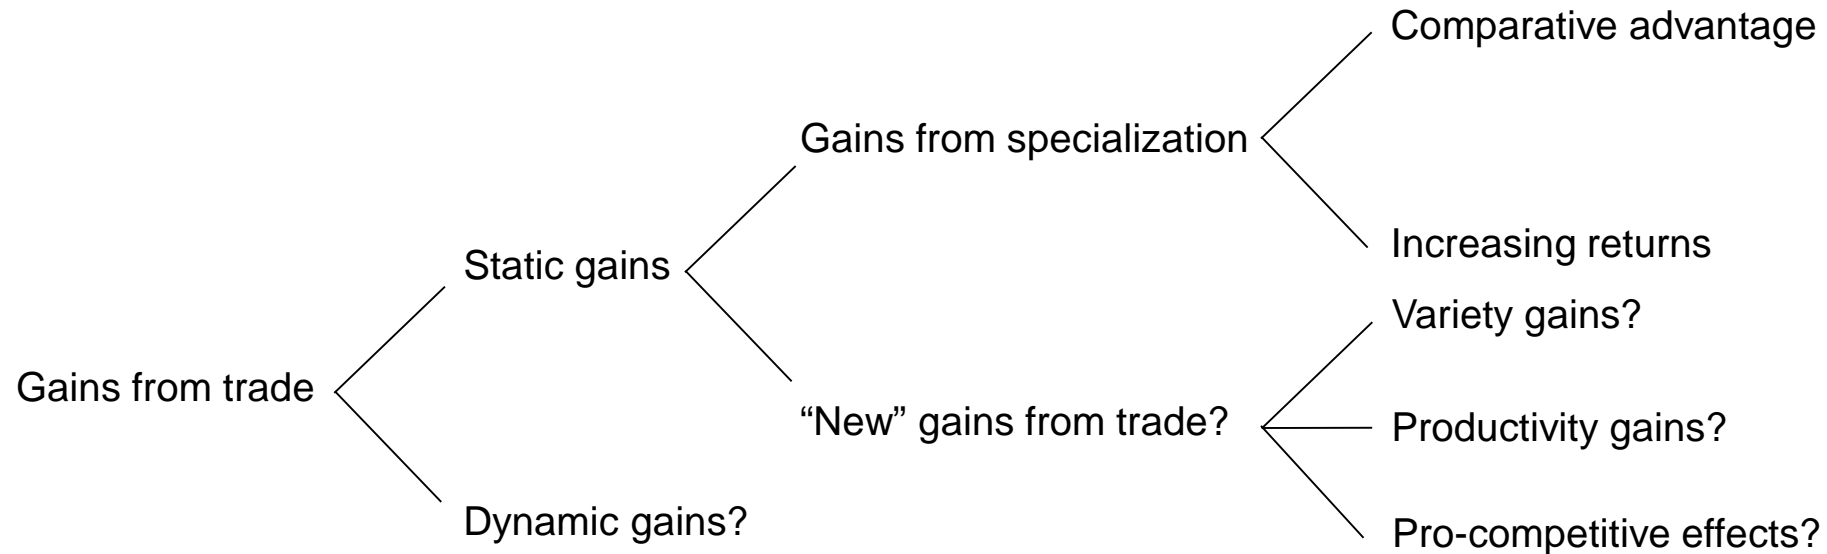 Comparative advantage
Gains from specialization
Increasing returns
Static gains
Variety gains?
Gains from trade
“New” gains from trade?
Productivity gains?
Dynamic gains?
Pro-competitive effects?